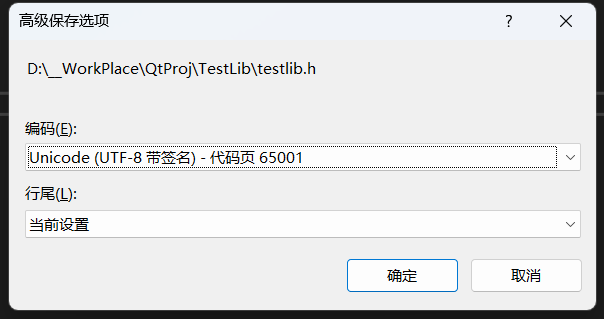 高级保存选项
D:\__WorkPlace\QtProj\TestLib\testlib.h
编码(E):
Unicode (UTF-8 带签名) - 代码页 65001
行尾(L):
当前设置
确定 取消